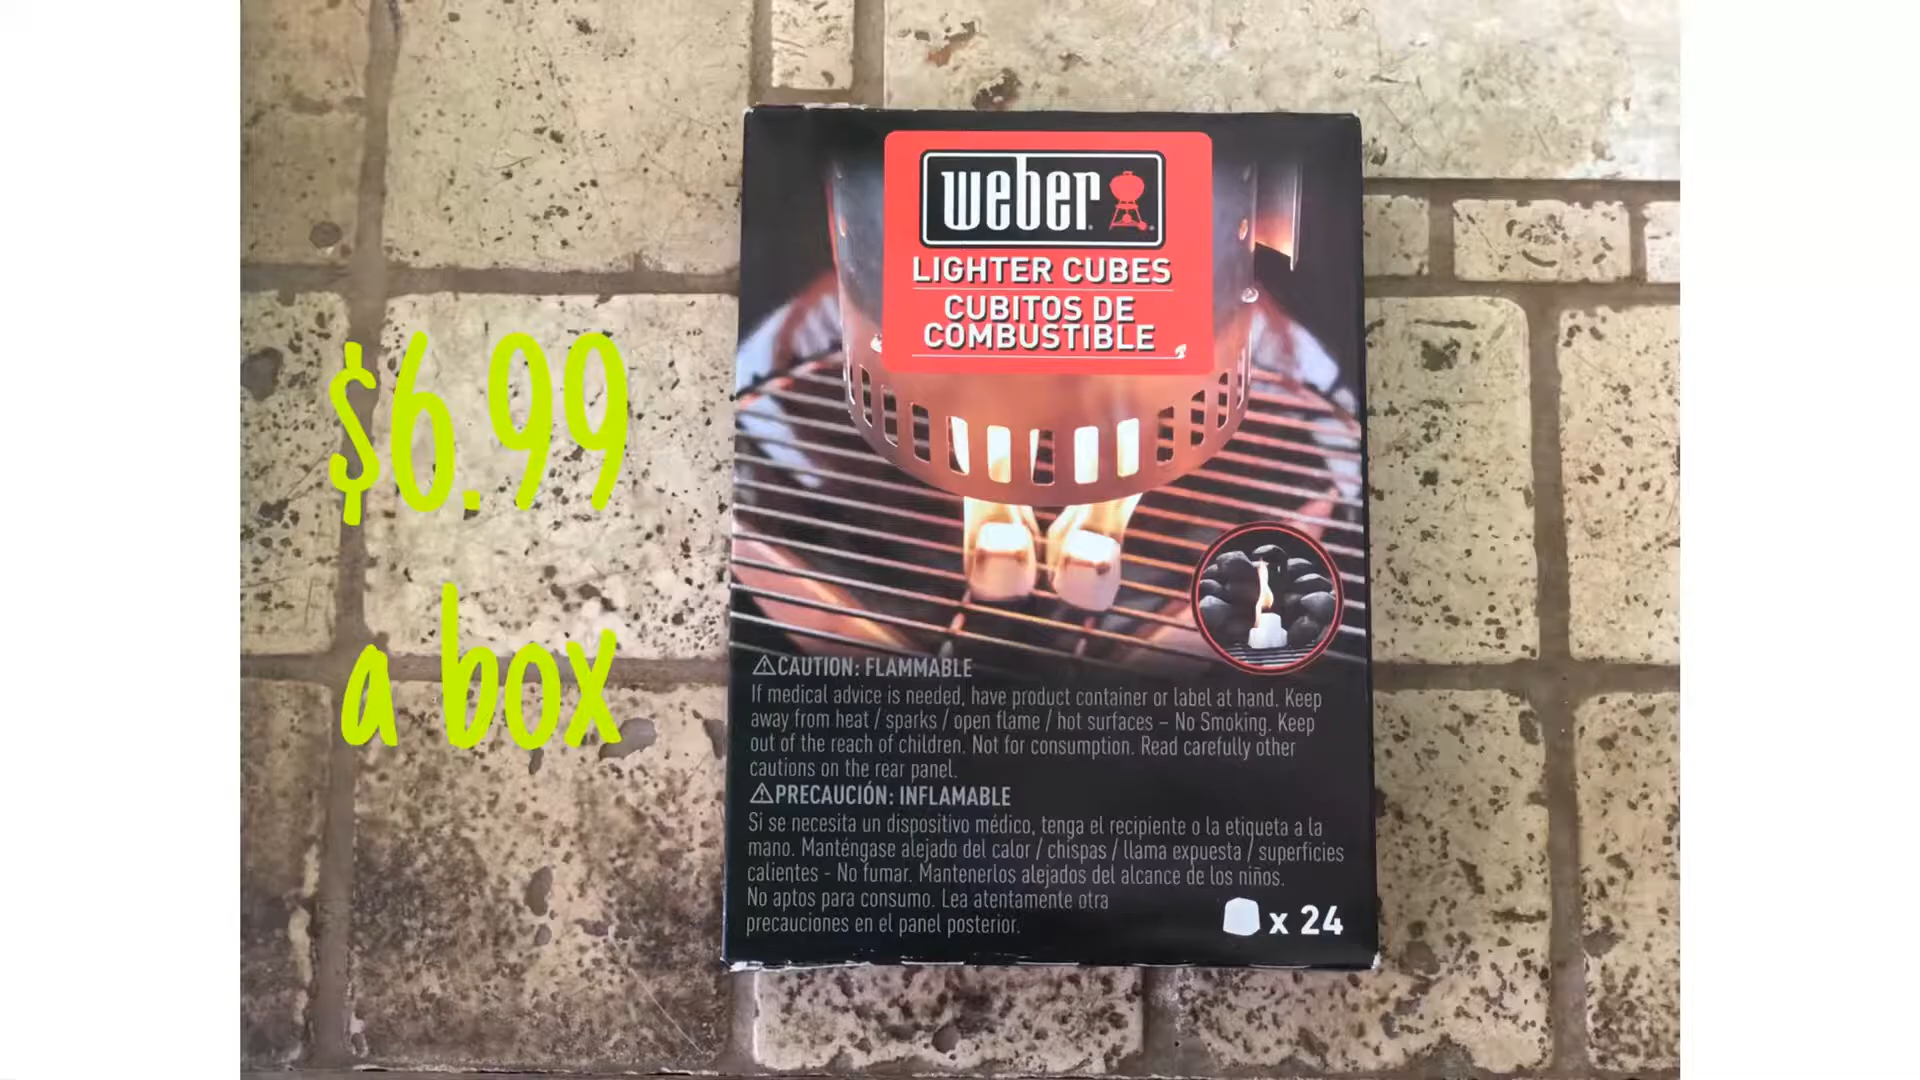 $6.99
a box
weber
LIGHTER CUBES
CUBITOS DE
COMBUSTIBLE
⚠CAUTION: FLAMMABLE
If medical advice is needed, have product container or label at hand. Keep
away from heat / sparks / open flame / hot surfaces – No Smoking. Keep
out of the reach of children. Not for consumption. Read carefully other
cautions on the rear panel.
⚠PRECAUCIÓN: INFLAMABLE
Si se necesita un dispositivo médico, tenga el recipiente o la etiqueta a la
mano. Manténgase alejado del calor / chispas / llama expuesta / superficies
calientes - No fumar. Mantenerlos alejados del alcance de los niños.
No aptos para consumo. Lea atentamente otra
precauciones en el panel posterior.
x 24